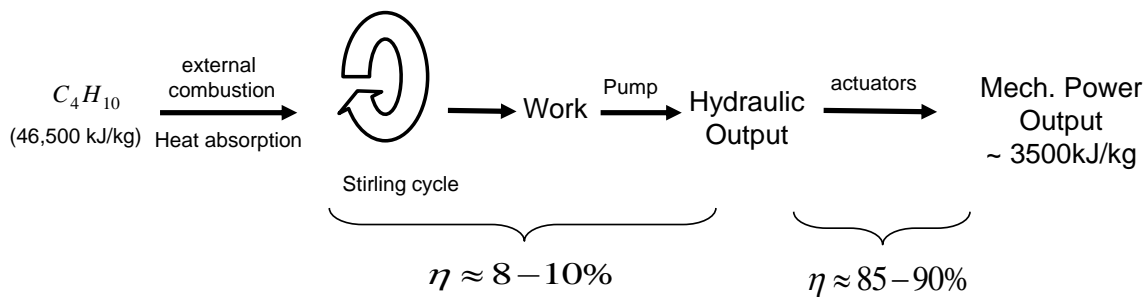 C₄H₁₀
(46,500 kJ/kg)
external
combustion
Heat absorption
Stirling cycle
Work
Pump
Hydraulic
Output
actuators
Mech. Power
Output
~ 3500kJ/kg
η ≈ 8 – 10%
η ≈ 85 – 90%